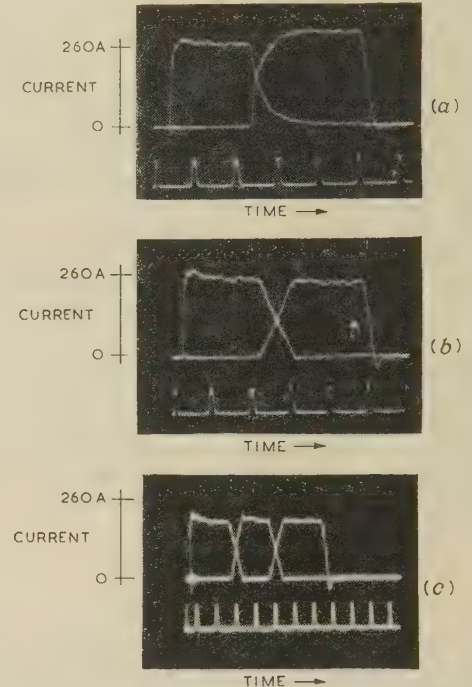 260A
CURRENT
0
(a)
TIME →
260A
CURRENT
0
(b)
TIME →
260A
CURRENT
0
(c)
TIME →